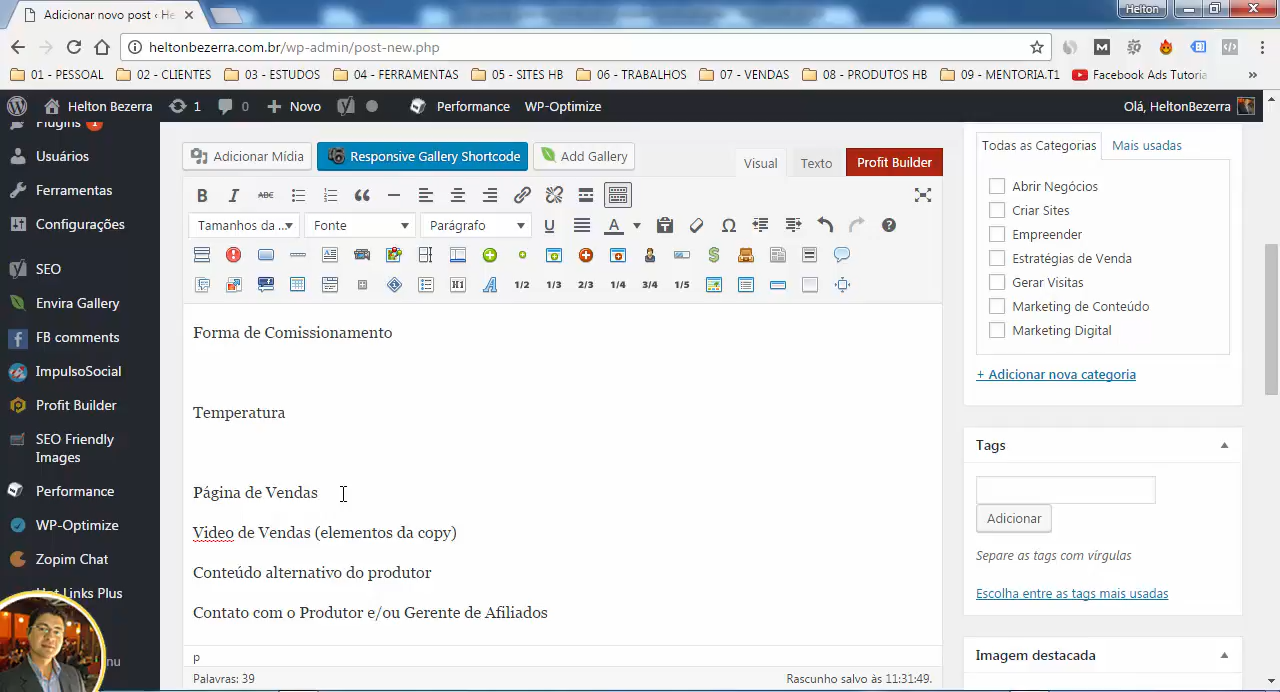 Adicionar novo post ‹ He
Helton
heltonbezerra.com.br/wp-admin/post-new.php
01 - PESSOAL 02 - CLIENTES 03 - ESTUDOS 04 - FERRAMENTAS 05 - SITES HB 06 - TRABALHOS 07 - VENDAS 08 - PRODUTOS HB 09 - MENTORIA.T1 Facebook Ads Tutoria »
Helton Bezerra 1 0 Novo Performance WP-Optimize Olá, HeltonBezerra
Plugins 1
Usuários
Ferramentas
Configurações
SEO
Envira Gallery
FB comments
ImpulsoSocial
Profit Builder
SEO Friendly
Images
Performance
WP-Optimize
Zopim Chat
Hot Links Plus
nu
Adicionar Mídia Responsive Gallery Shortcode Add Gallery Visual Texto Profit Builder
B I ABC
Tamanhos da ... Fonte Parágrafo U A Ω
1/2 1/3 2/3 1/4 3/4 1/5
Forma de Comissionamento
Temperatura
Página de Vendas
Video de Vendas (elementos da copy)
Conteúdo alternativo do produtor
Contato com o Produtor e/ou Gerente de Afiliados
p
Palavras: 39 Rascunho salvo às 11:31:49.
Todas as Categorias Mais usadas
Abrir Negócios
Criar Sites
Empreender
Estratégias de Venda
Gerar Visitas
Marketing de Conteúdo
Marketing Digital
+ Adicionar nova categoria
Tags
Adicionar
Separe as tags com vírgulas
Escolha entre as tags mais usadas
Imagem destacada